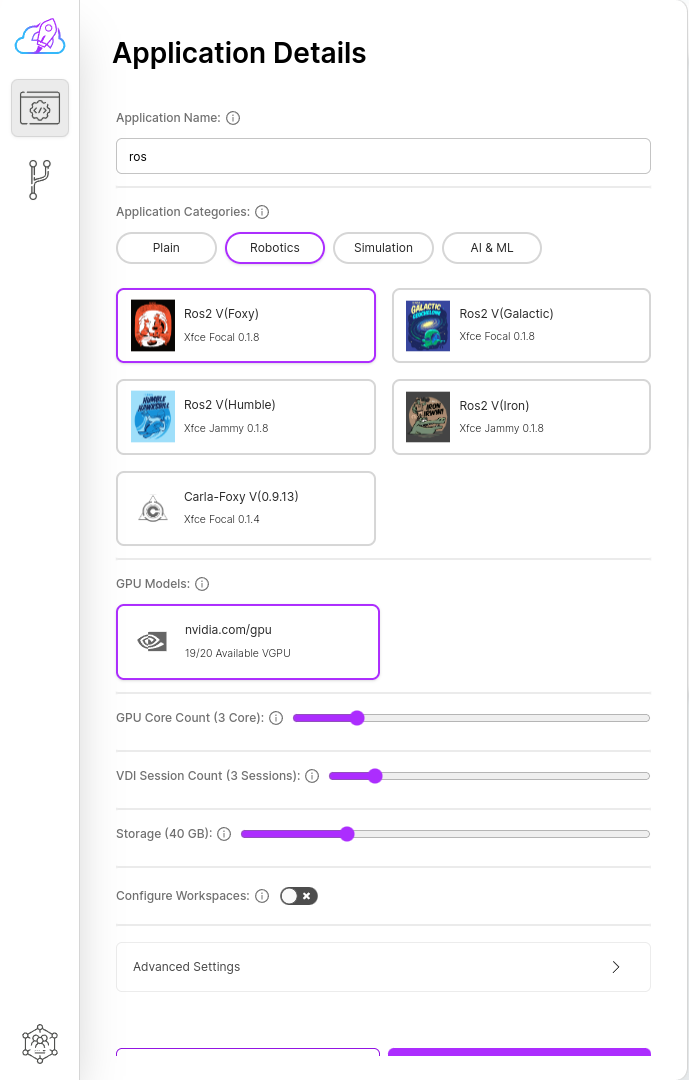 Application Details
Application Name:
ros
Application Categories:
Plain
Robotics
Simulation
AI & ML
Ros2 V(Foxy)
Xfce Focal 0.1.8
GALACTIC
Ros2 V(Galactic)
Xfce Focal 0.1.8
HUMBLE
HAWKSBILL
Ros2 V(Humble)
Xfce Jammy 0.1.8
IRON
IRWINI
Ros2 V(Iron)
Xfce Jammy 0.1.8
Carla-Foxy V(0.9.13)
Xfce Focal 0.1.4
GPU Models:
nvidia.com/gpu
19/20 Available VGPU
GPU Core Count (3 Core):
VDI Session Count (3 Sessions):
Storage (40 GB):
Configure Workspaces:
Advanced Settings